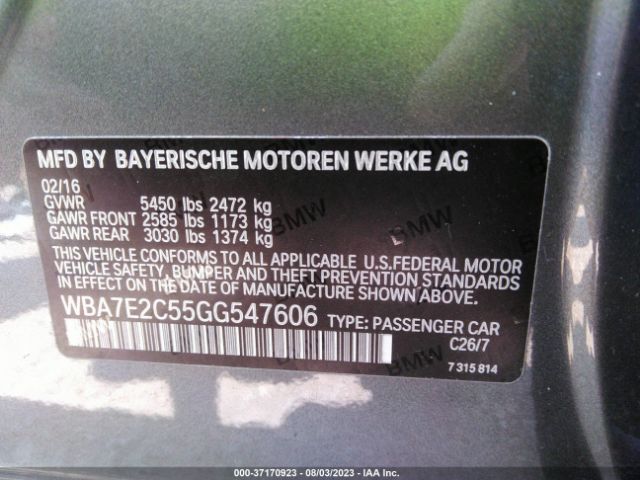 MFD BY BAYERISCHE MOTOREN WERKE AG
02/16
GVWR 5450 lbs 2472 kg
GAWR FRONT 2585 lbs 1173 kg
GAWR REAR 3030 lbs 1374 kg
THIS VEHICLE CONFORMS TO ALL APPLICABLE U.S.FEDERAL MOTOR
VEHICLE SAFETY, BUMPER, AND THEFT PREVENTION STANDARDS
IN EFFECT ON THE DATE OF MANUFACTURE SHOWN ABOVE.
WBA7E2C55GG547606 TYPE: PASSENGER CAR
C26/7
7 315 814
000-37170923 - 08/03/2023 - © IAA Inc.